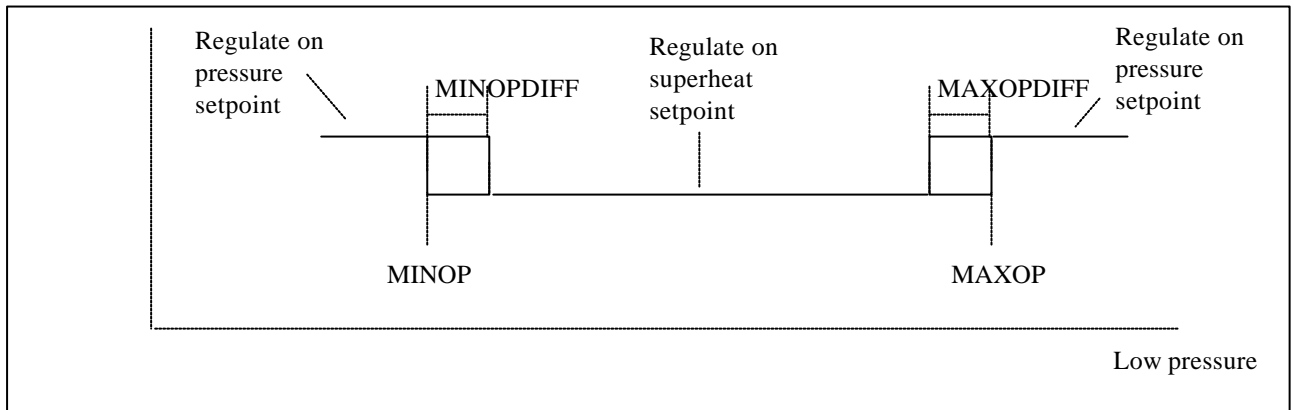 Regulate on
pressure
setpoint
MINOPDIFF
Regulate on
superheat
setpoint
MAXOPDIFF
Regulate on
pressure
setpoint
MINOP
MAXOP
Low pressure